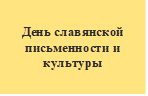 День славянской
письменности и
культуры